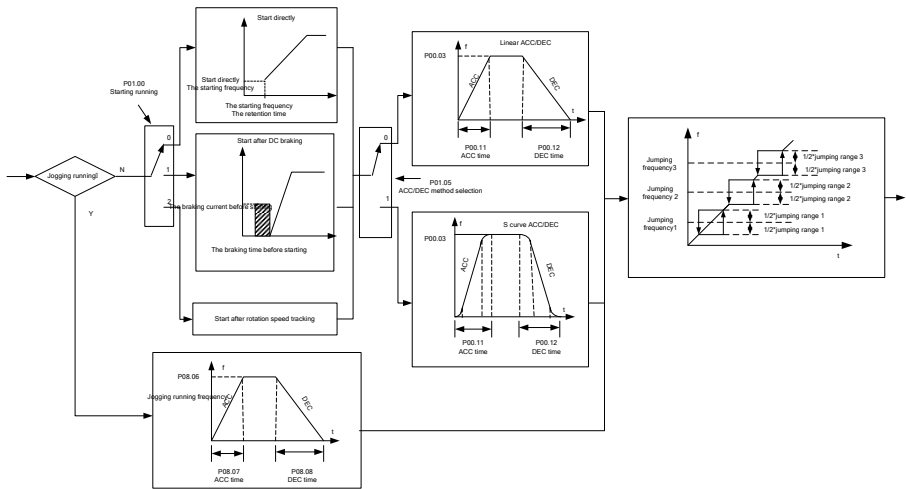 Start directly
Start directly
The starting frequency
The starting frequency
The retention time
P01.00
Starting running
Jogging running
N
Y
0
1
2
Start after DC braking
The braking current before s
The braking time before starting
Start after rotation speed tracking
0
1
P01.05
ACC/DEC method selection
Linear ACC/DEC
f
P00.03
ACC
DEC
t
P00.11
ACC time
P00.12
DEC time
S curve ACC/DEC
f
P00.03
ACC
DEC
t
P00.11
ACC time
P00.12
DEC time
P08.06
f
Jogging running frequency
DEC
t
P08.07
ACC time
P08.08
DEC time
f
Jumping
frequency3
Jumping
frequency 2
Jumping
frequency1
1/2*jumping range 3
1/2*jumping range 3
1/2*jumping range 2
1/2*jumping range 2
1/2*jumping range 1
1/2*jumping range 1
t